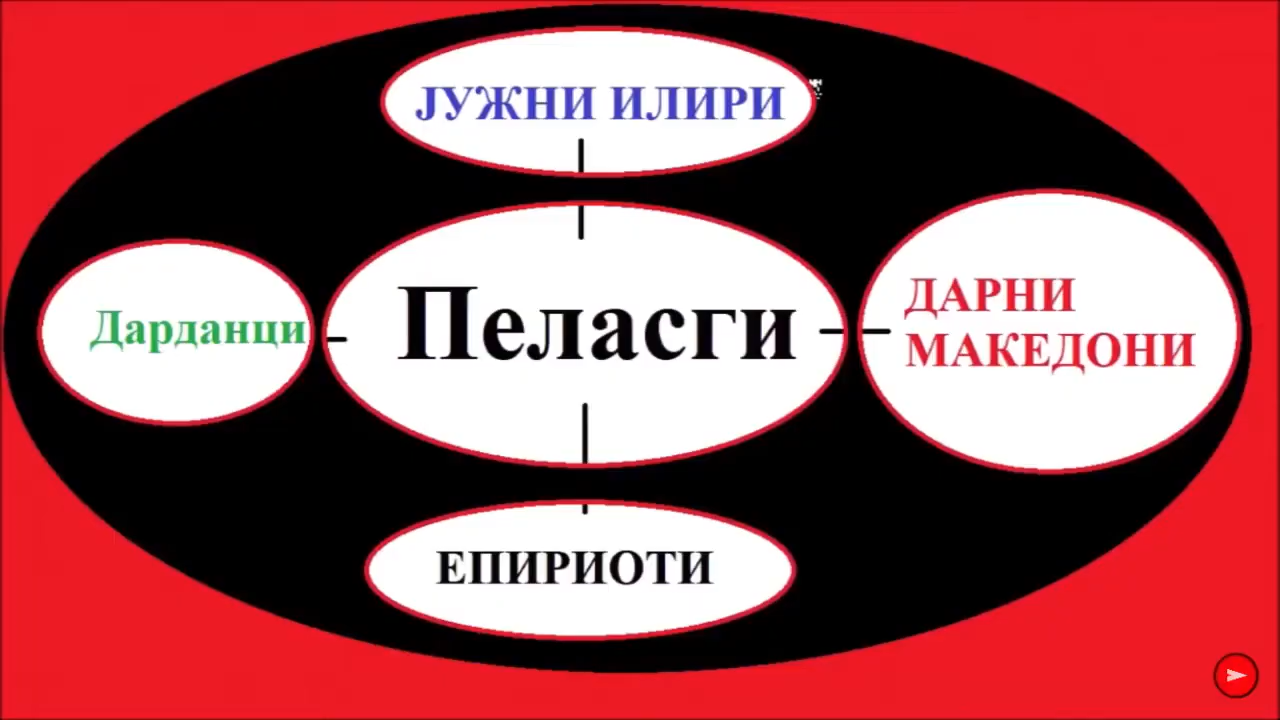 ЈУЖНИ ИЛИРИ
Дарданци
Пеласги
ДАРНИ
МАКЕДОНИ
ЕПИРИОТИ